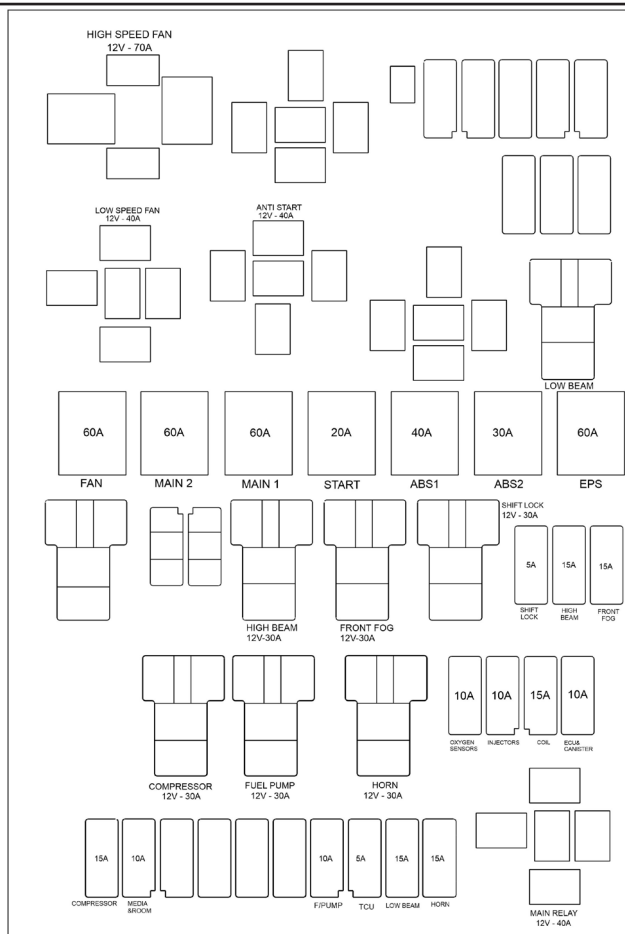 HIGH SPEED FAN
12V - 70A
LOW SPEED FAN
12V - 40A
ANTI START
12V - 40A
LOW BEAM
60A
60A
60A
20A
40A
30A
60A
FAN
MAIN 2
MAIN 1
START
ABS1
ABS2
EPS
SHIFT LOCK
12V - 30A
5A
15A
15A
SHIFT
LOCK
HIGH
BEAM
FRONT
FOG
HIGH BEAM
12V-30A
FRONT FOG
12V-30A
10A
10A
15A
10A
OXYGEN
SENSORS
INJECTORS
COIL
ECU&
CANISTER
COMPRESSOR
12V - 30A
FUEL PUMP
12V - 30A
HORN
12V - 30A
15A
10A
10A
5A
15A
15A
COMPRESSOR
MEDIA
&ROOM
F/PUMP
TCU
LOW BEAM
HORN
MAIN RELAY
12V - 40A